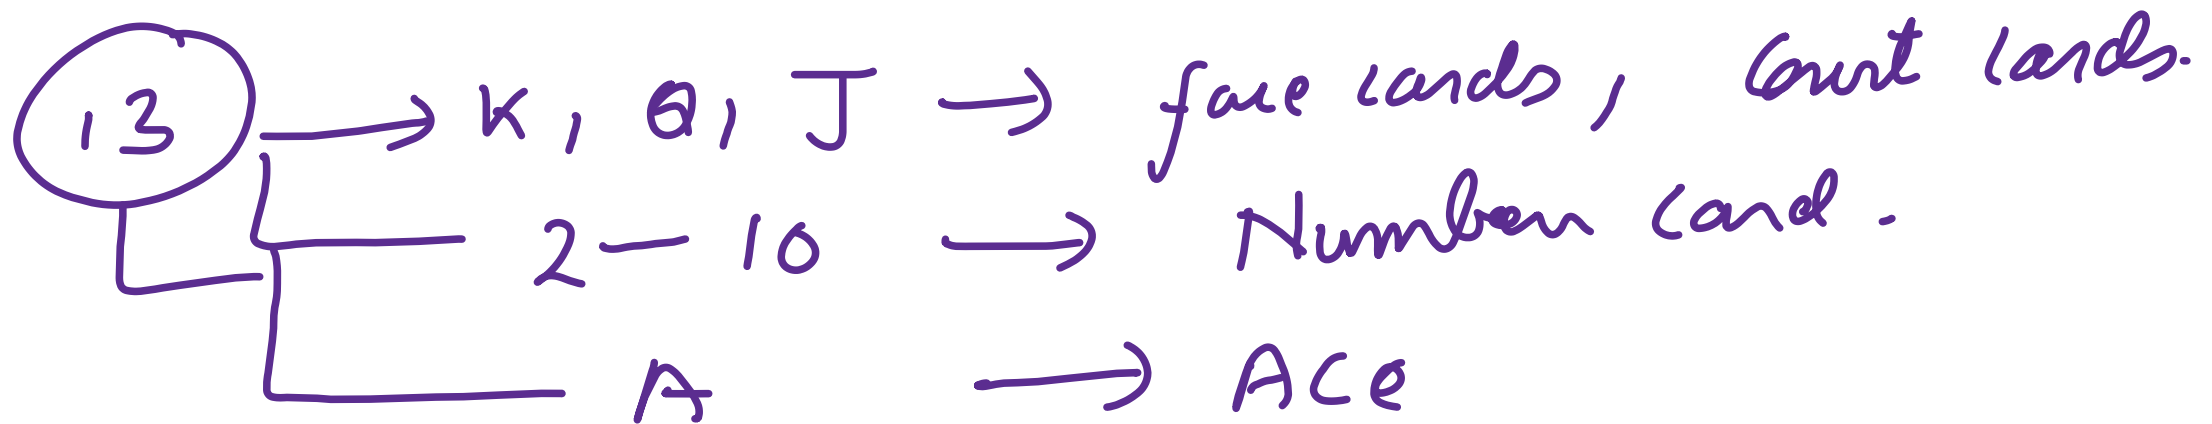 13 → K, Q, J → face cards, Court cards.
2 — 10 → Number card.
A → Ace